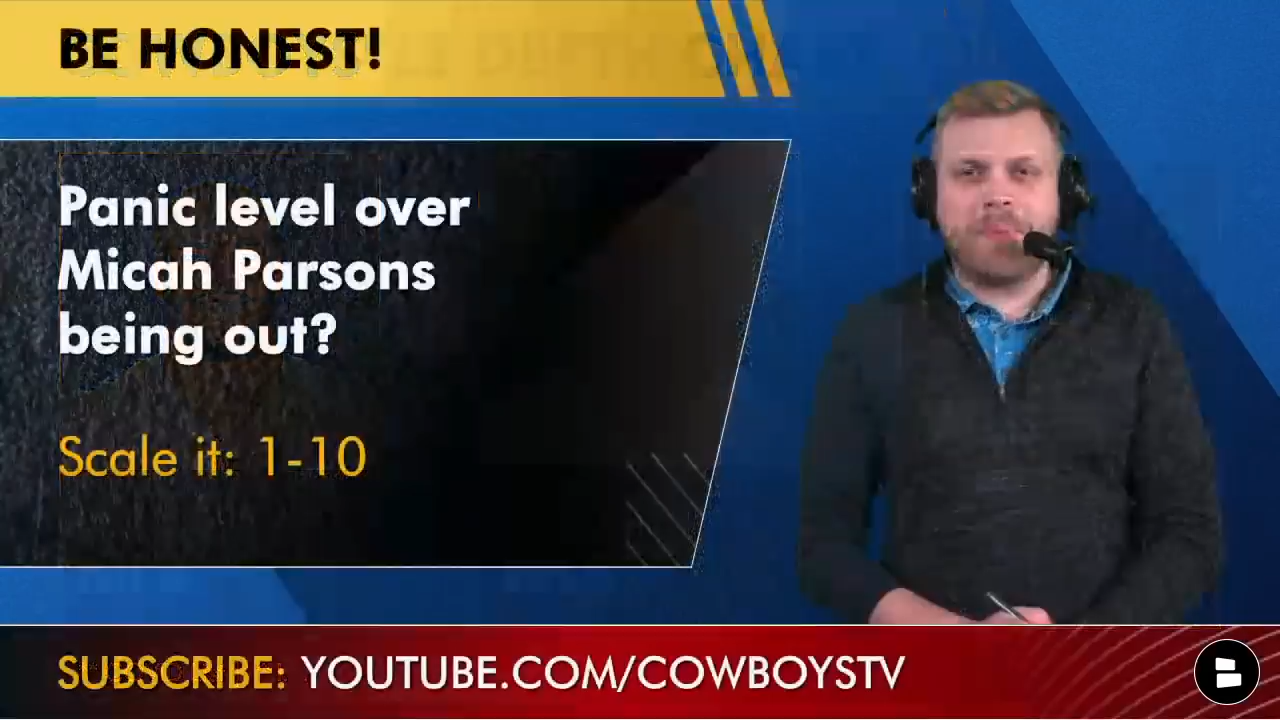 BE HONEST!
Panic level over
Micah Parsons
being out?
Scale it: 1-10
SUBSCRIBE: YOUTUBE.COM/COWBOYSTV